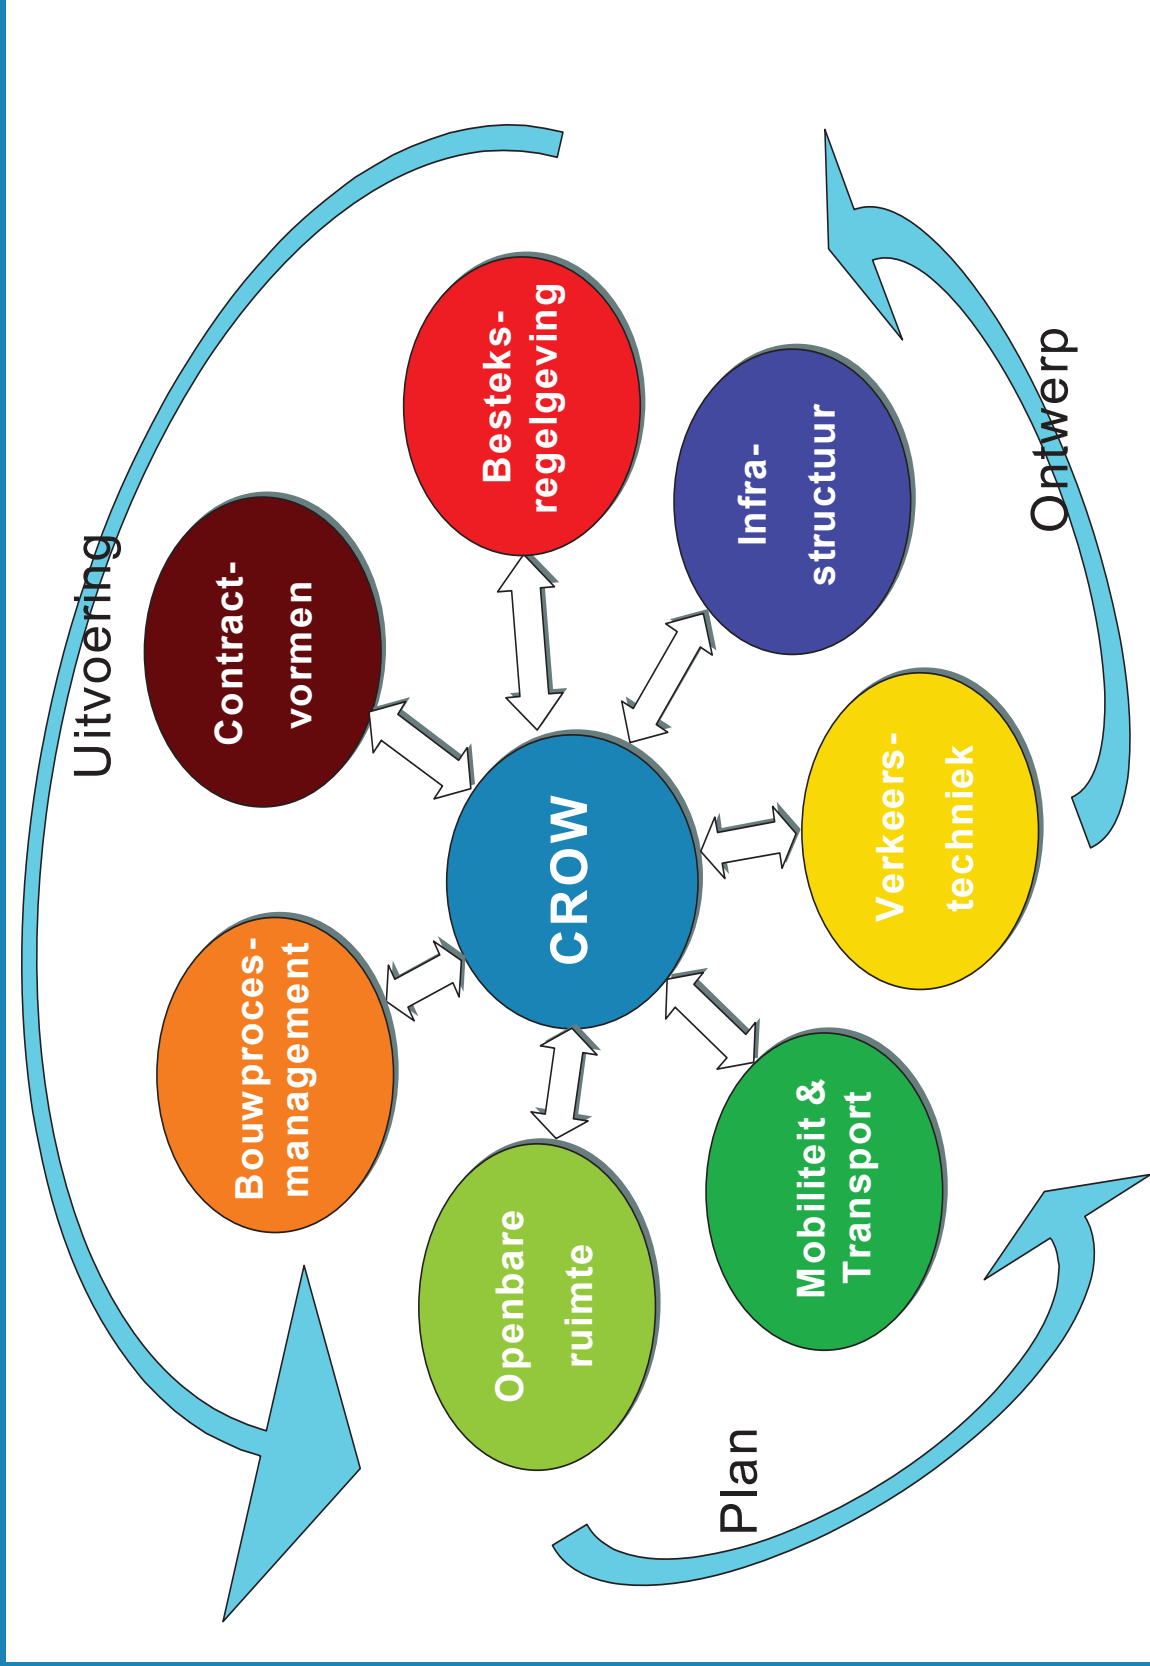 Uitvoering
Bouwproces-
management
Contract-
vormen
Openbare
ruimte
CROW
Besteks-
regelgeving
Plan
Mobiliteit &
Transport
Infra-
structuur
Verkeers-
techniek
Ontwerp